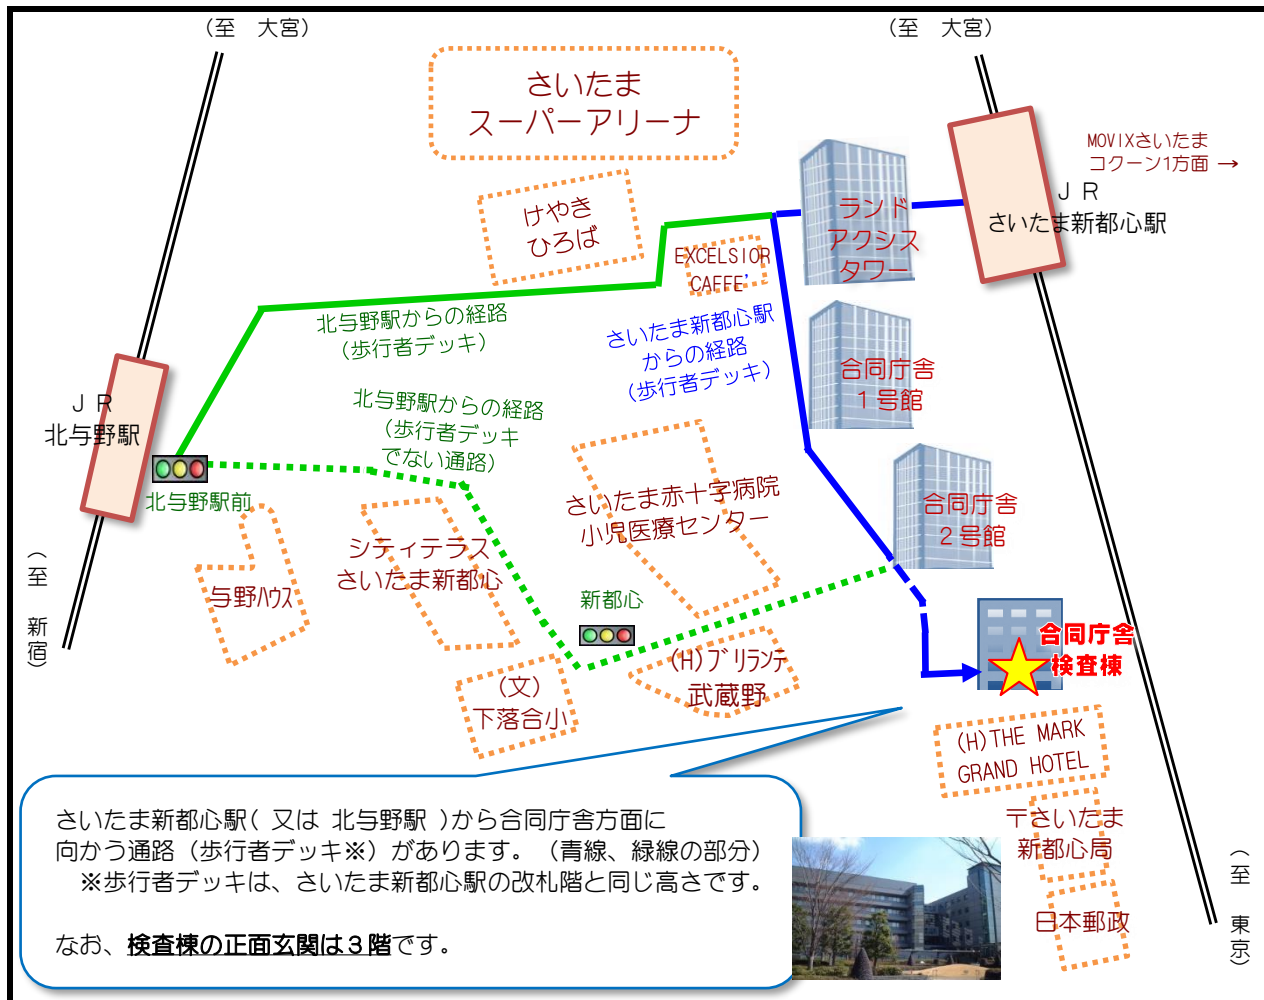 （至　大宮）
（至　大宮）
さいたま
スーパーアリーナ
MOVIXさいたま
コクーン1方面 →
ＪＲ
さいたま新都心駅
けやき
ひろば
ランド
アクシス
タワー
EXCELSIOR
CAFFE'
北与野駅からの経路
（歩行者デッキ）
さいたま新都心駅
からの経路
（歩行者デッキ）
合同庁舎
１号館
ＪＲ
北与野駅
北与野駅からの経路
（歩行者デッキ
でない通路）
北与野駅前
さいたま赤十字病院
小児医療センター
合同庁舎
２号館
シティテラス
さいたま新都心
与野ハウス
（至　新宿）
新都心
合同庁舎
検査棟
(H)ブリランテ
武蔵野
（文）
下落合小
(H)THE MARK
GRAND HOTEL
〒さいたま
新都心局
日本郵政
（至　東京）
さいたま新都心駅( 又は 北与野駅 )から合同庁舎方面に
向かう通路（歩行者デッキ※）があります。（青線、緑線の部分）
※歩行者デッキは、さいたま新都心駅の改札階と同じ高さです。
なお、検査棟の正面玄関は３階です。